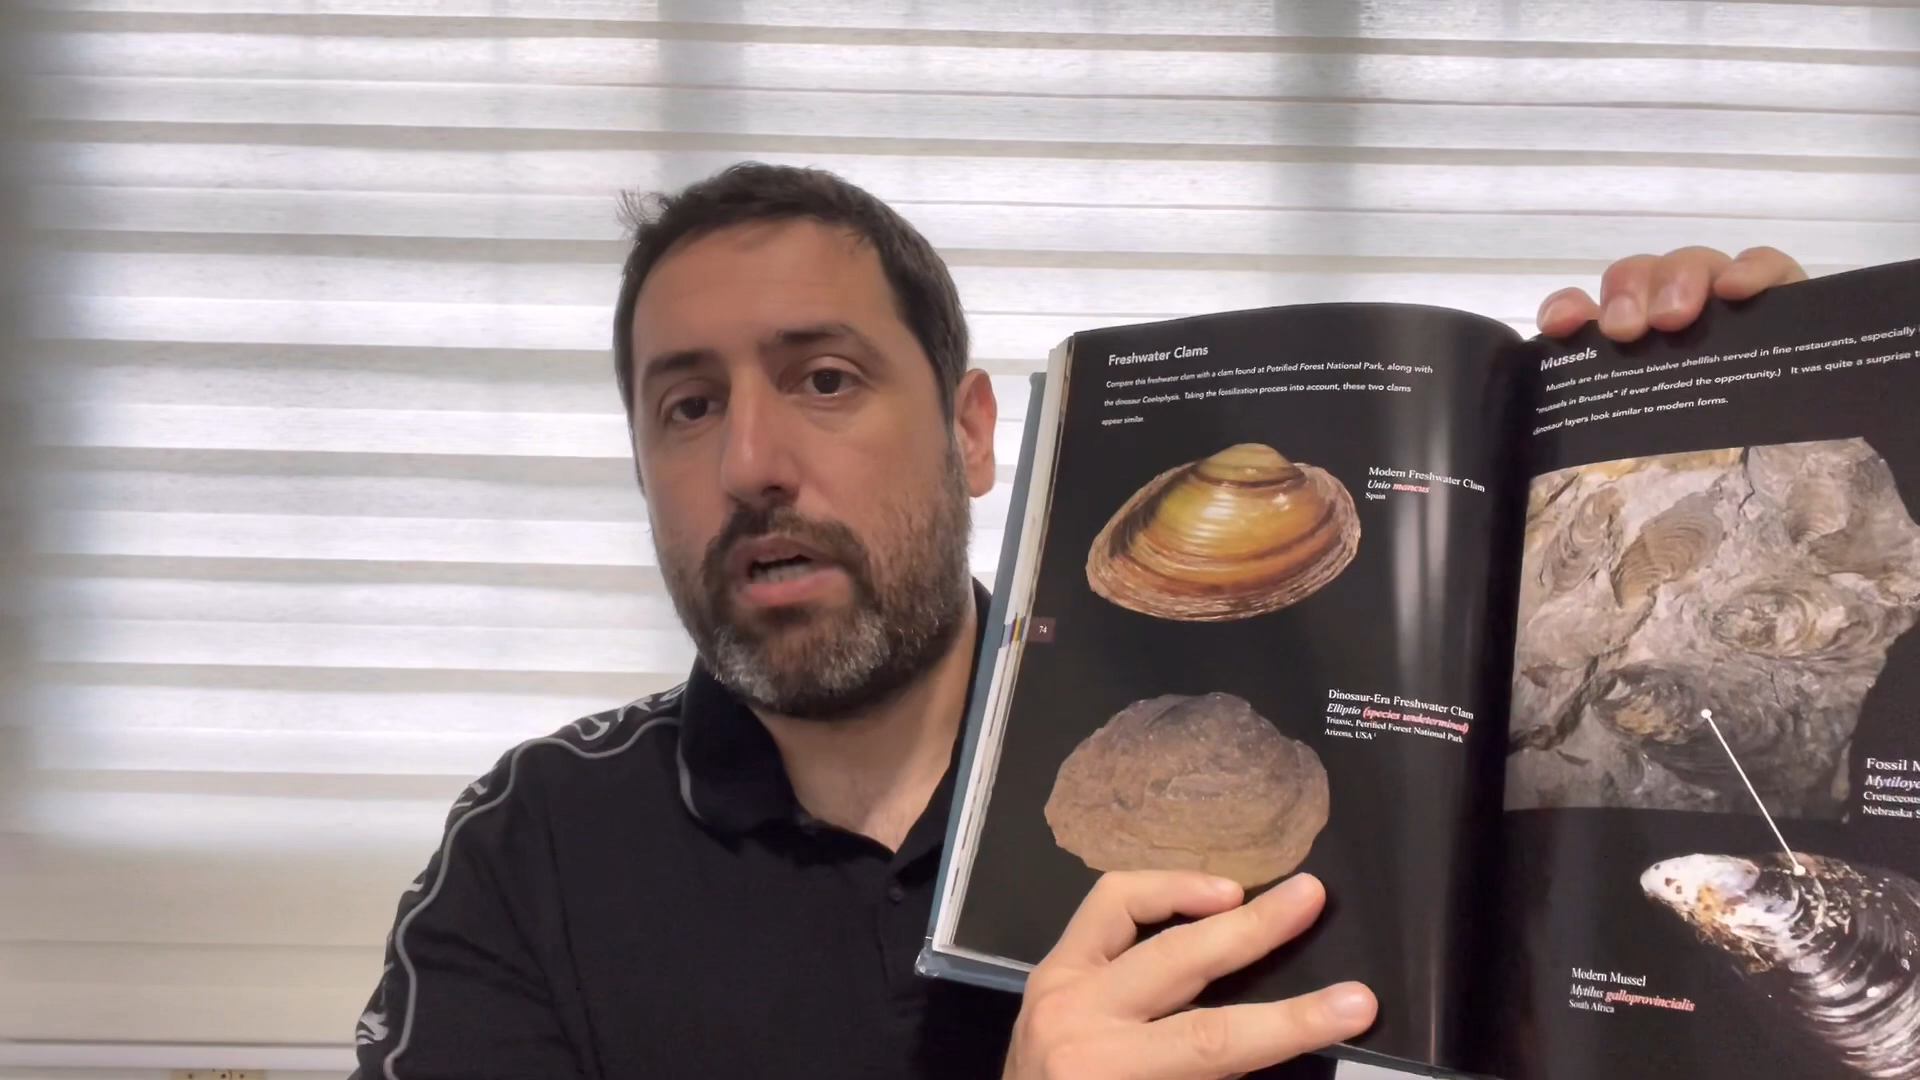 Freshwater Clams
Compare this freshwater clam with a clam found at Petrified Forest National Park, along with
the dinosaur Coelophysis. Taking the fossilization process into account, these two clams
appear similar.
Modern Freshwater Clam
Unio mancus
Spain
74
Dinosaur-Era Freshwater Clam
Elliptio (species undetermined)
Triassic, Petrified Forest National Park
Arizona, USA
Mussels
Mussels are the famous bivalve shellfish served in fine restaurants, especially
"mussels in Brussels" if ever afforded the opportunity.) It was quite a surprise
dinosaur layers look similar to modern forms.
Fossil
Cretaceous
Nebraska
Modern Mussel
Mytilus galloprovincialis
South Africa